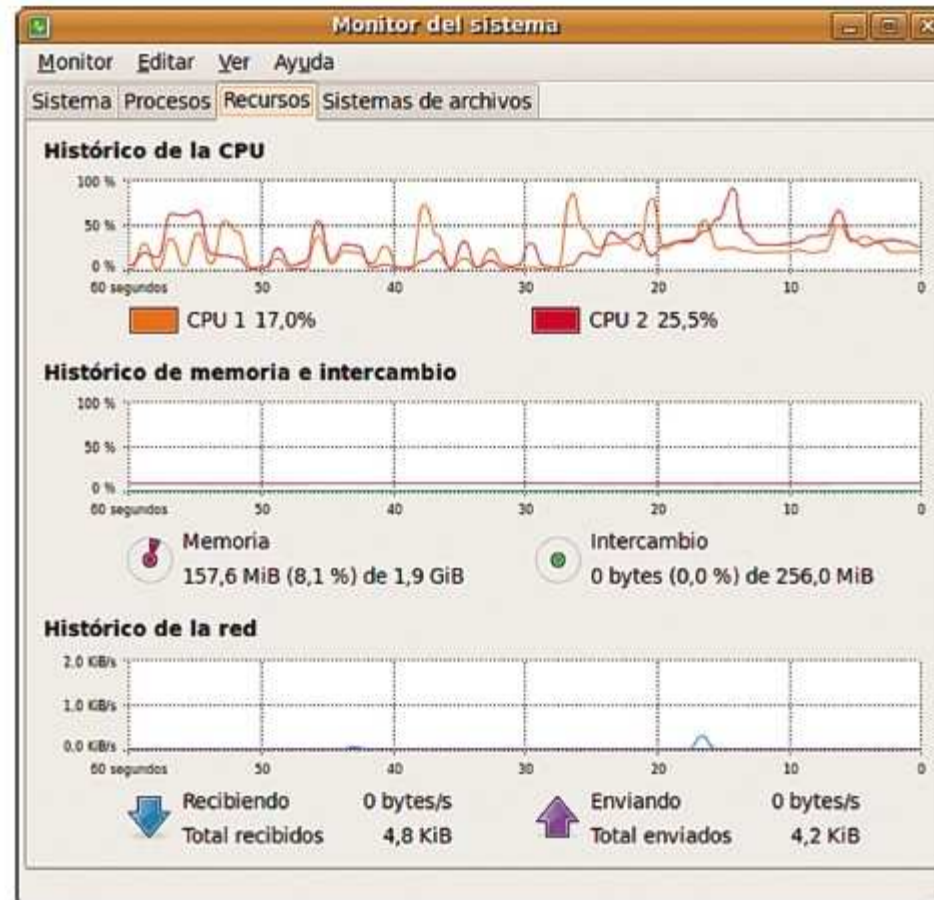 Monitor del sistema
Monitor Editar Ver Ayuda
Sistema Procesos Recursos Sistemas de archivos
Histórico de la CPU
100 %
50 %
0 %
60 segundos 50 40 30 20 10 0
CPU 1 17,0% CPU 2 25,5%
Histórico de memoria e intercambio
100 %
50 %
0 %
60 segundos 50 40 30 20 10 0
Memoria Intercambio
157,6 MiB (8,1 %) de 1,9 GiB 0 bytes (0,0 %) de 256,0 MiB
Histórico de la red
2.0 KiB/s
1.0 KiB/s
0.0 KiB/s
60 segundos 50 40 30 20 10 0
Recibiendo 0 bytes/s Enviando 0 bytes/s
Total recibidos 4,8 KiB Total enviados 4,2 KiB